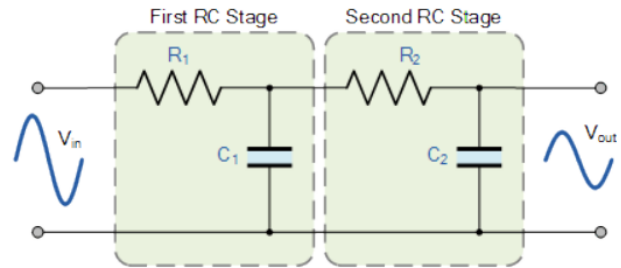 First RC Stage
Second RC Stage
R1
R2
Vin
C1
C2
Vout